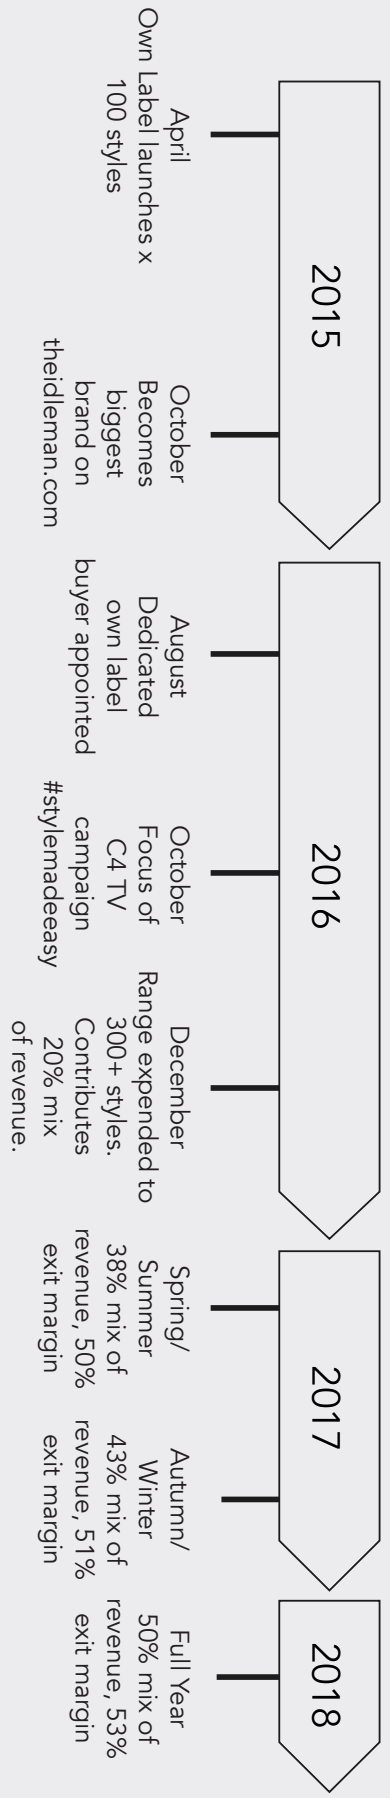 2015
April
Own Label launches x
100 styles
October
Becomes
biggest
brand on
theidleman.com
2016
August
Dedicated
own label
buyer appointed
October
Focus of
C4 TV
campaign
#stylemadeeasy
December
Range expended to
300+ styles.
Contributes
20% mix
of revenue.
2017
Spring/
Summer
38% mix of
revenue, 50%
exit margin
Autumn/
Winter
43% mix of
revenue, 51%
exit margin
2018
Full Year
50% mix of
revenue, 53%
exit margin